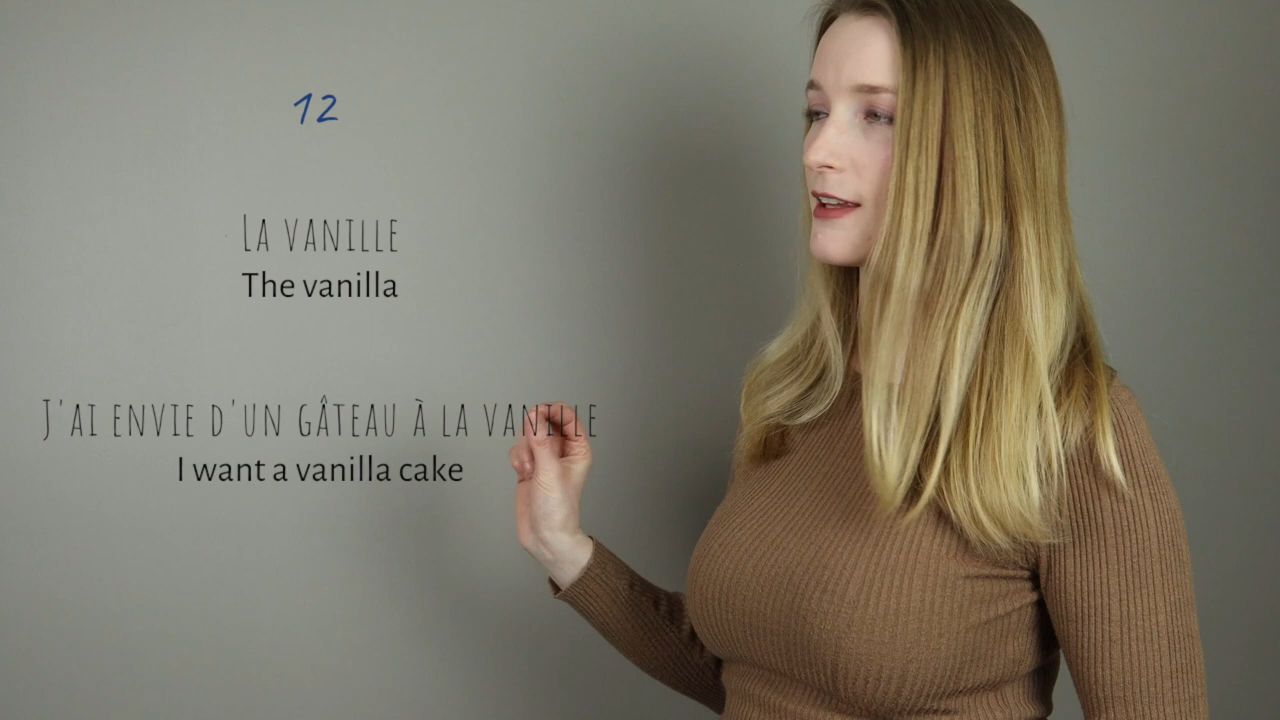 12
La vanille
The vanilla
J'ai envie d'un gâteau à la vanille
I want a vanilla cake